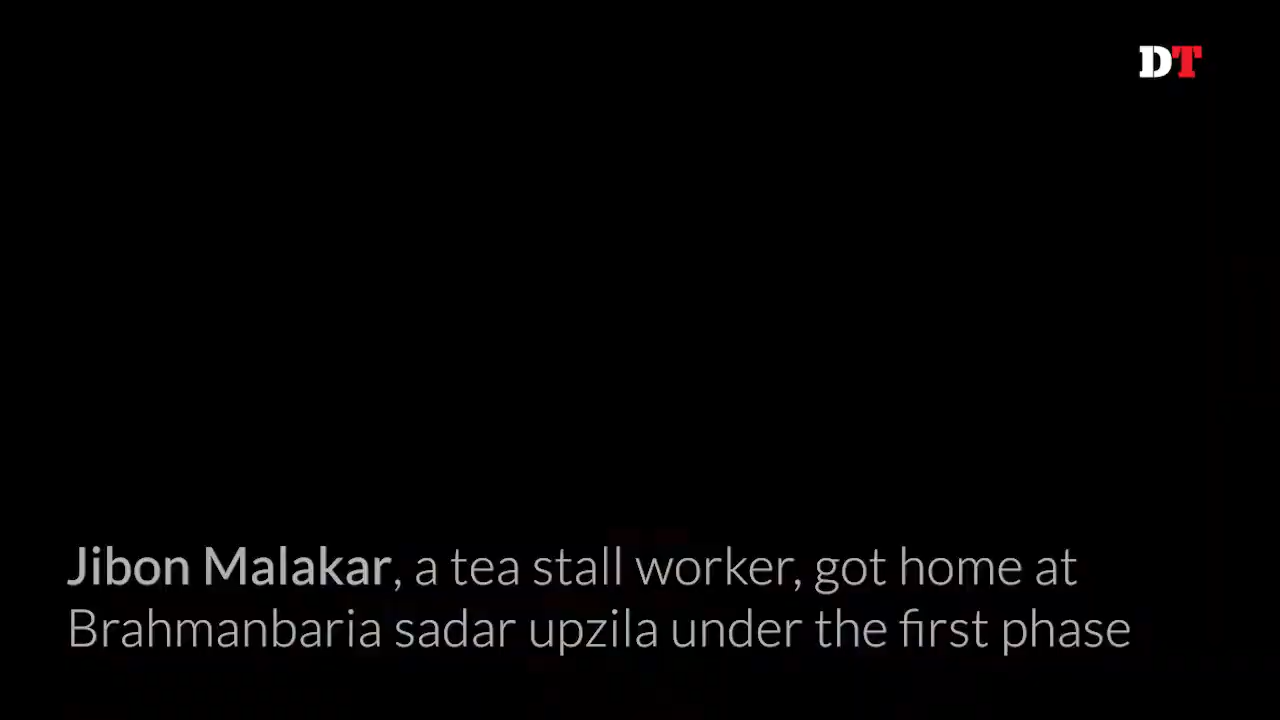 DT
Jibon Malakar, a tea stall worker, got home at
Brahmanbaria sadar upzila under the first phase